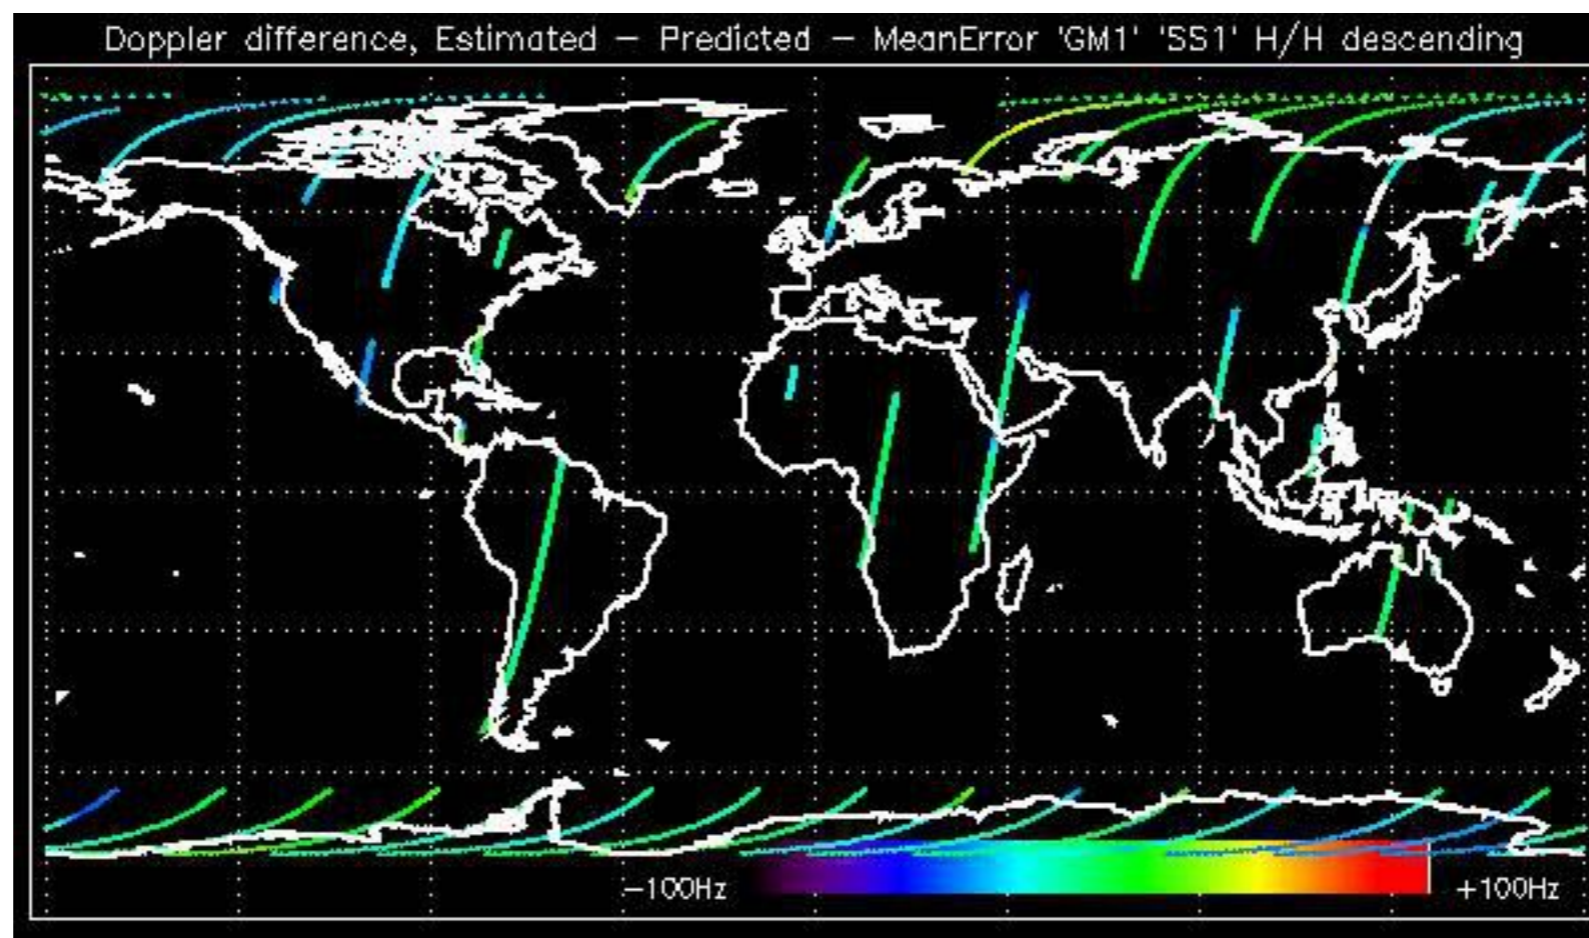 Doppler difference, Estimated – Predicted – MeanError 'GM1' 'SS1' H/H descending
–100Hz +100Hz